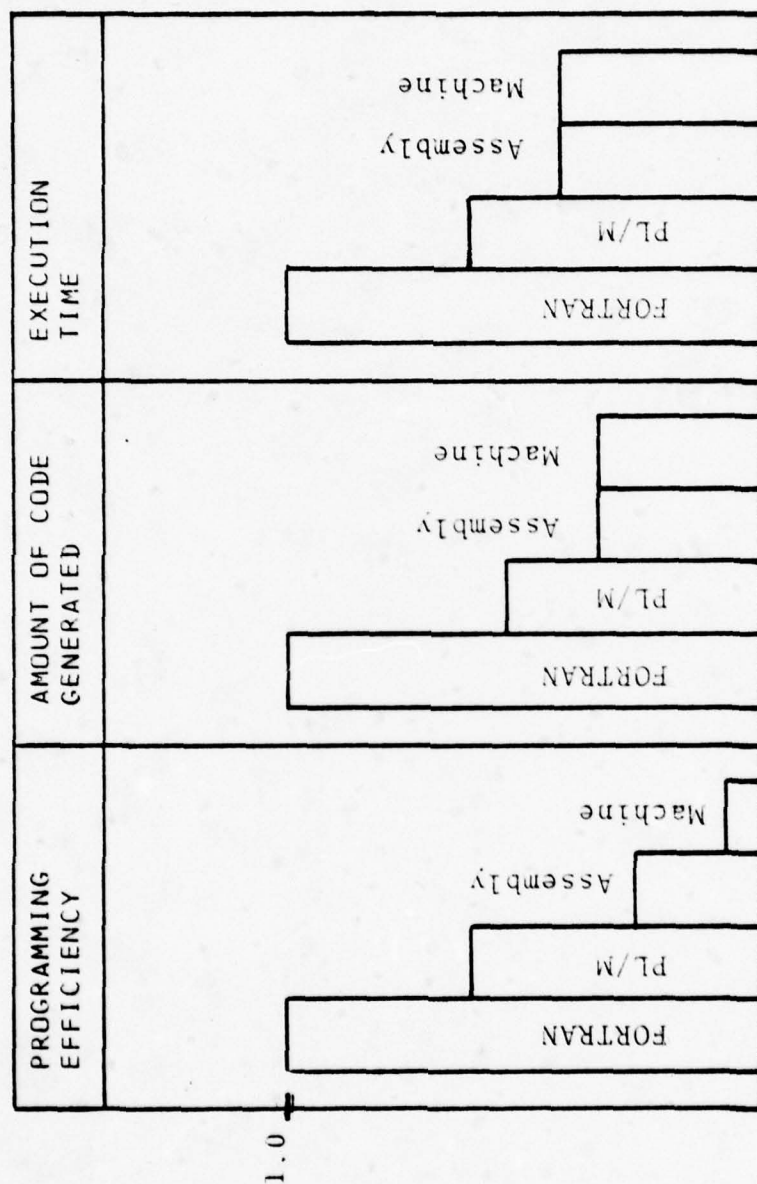 PROGRAMMING
EFFICIENCY
AMOUNT OF CODE
GENERATED
EXECUTION
TIME
1.0
FORTRAN
PL/M
Assembly
Machine
FORTRAN
PL/M
Assembly
Machine
FORTRAN
PL/M
Assembly
Machine